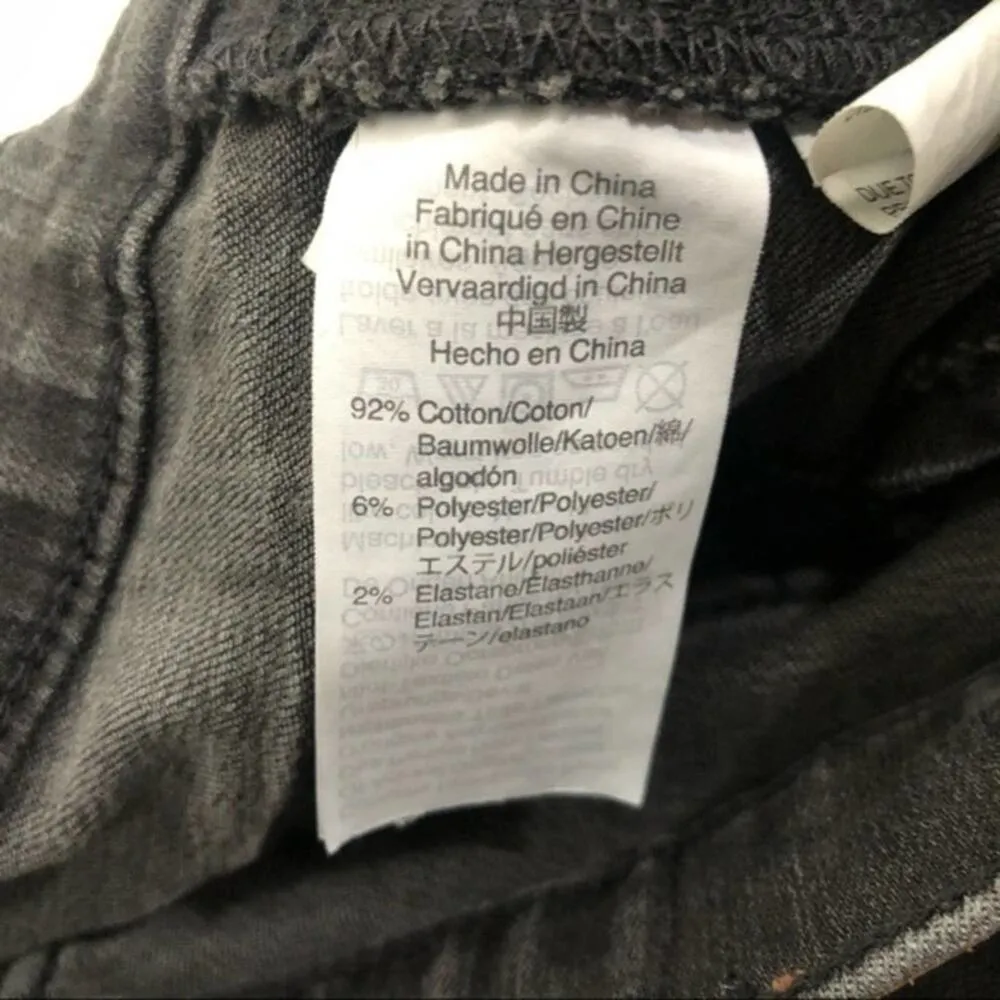 Made in China
Fabriqué en Chine
in China Hergestellt
Vervaardigd in China
中国製
Hecho en China
92% Cotton/Coton/
Baumwolle/Katoen/綿/
algodón
6% Polyester/Polyester/
Polyester/Polyester/ポリ
エステル/poliéster
2% Elastane/Élasthanne/
Elastan/Elastaan/エラス
テーン/elastano